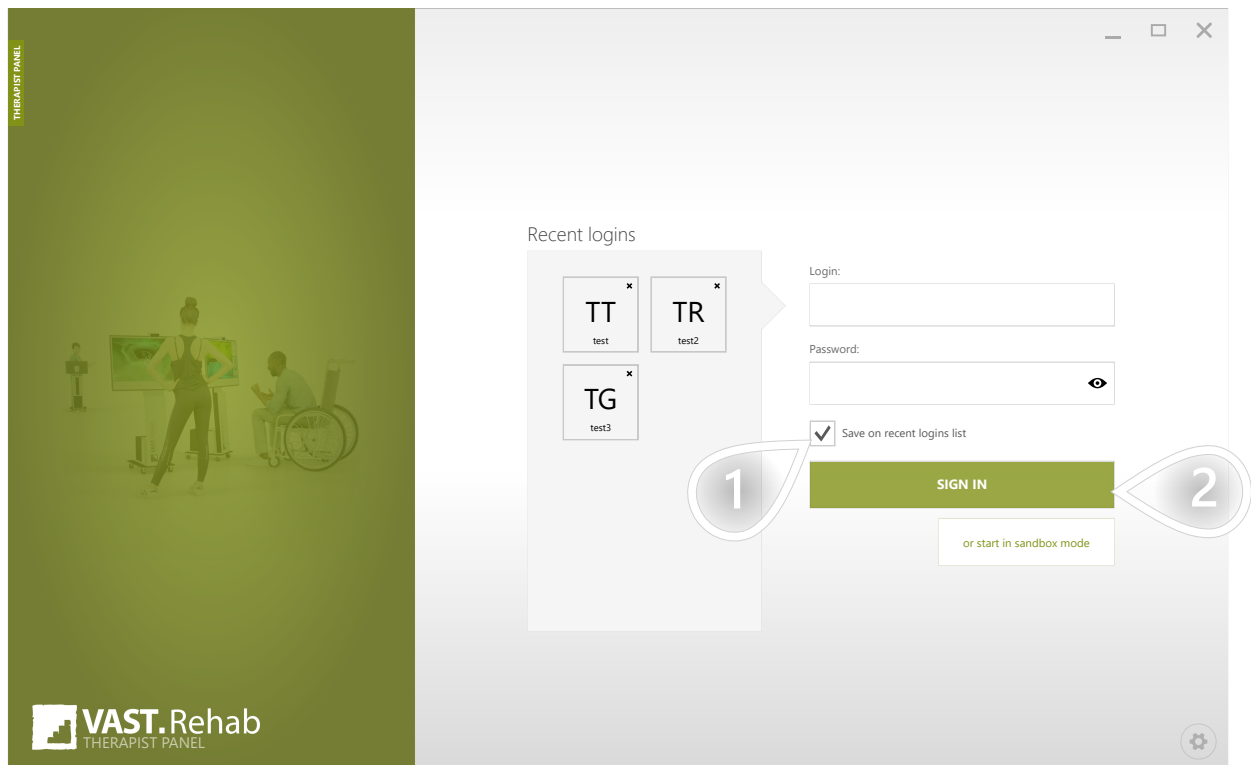 THERAPIST PANEL
Recent logins
TT
test
TR
test2
TG
test3
Login:
Password:
Save on recent logins list
1
SIGN IN
2
or start in sandbox mode
VAST.Rehab
THERAPIST PANEL